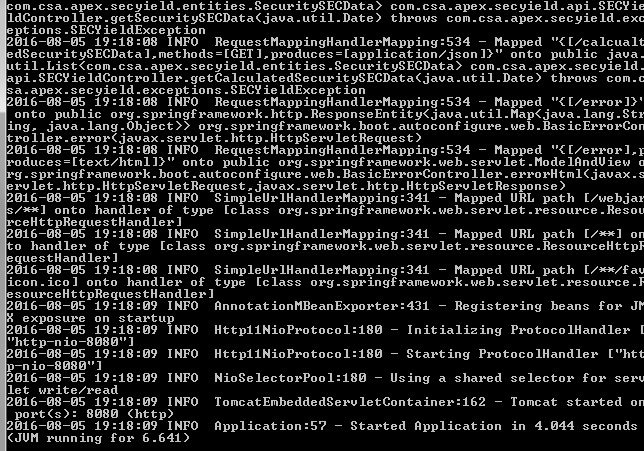 com.csa.apex.secyield.entities.SecuritySECData> com.csa.apex.secyield.api.SECYie
ldController.getSecuritySECData(java.util.Date) throws com.csa.apex.secyield.exc
eptions.SECYieldException
2016-08-05 19:18:08 INFO  RequestMappingHandlerMapping:534 - Mapped "{[/calcualt
edSecuritySECData],methods=[GET],produces=[application/json]}" onto public java.
util.List<com.csa.apex.secyield.entities.SecuritySECData> com.csa.apex.secyield.
api.SECYieldController.getCalculatedSecuritySECData(java.util.Date) throws com.c
sa.apex.secyield.exceptions.SECYieldException
2016-08-05 19:18:08 INFO  RequestMappingHandlerMapping:534 - Mapped "{[/error]}"
 onto public org.springframework.http.ResponseEntity<java.util.Map<java.lang.Str
ing, java.lang.Object>> org.springframework.boot.autoconfigure.web.BasicErrorCon
troller.error(javax.servlet.http.HttpServletRequest)
2016-08-05 19:18:08 INFO  RequestMappingHandlerMapping:534 - Mapped "{[/error],p
roduces=[text/html]}" onto public org.springframework.web.servlet.ModelAndView o
rg.springframework.boot.autoconfigure.web.BasicErrorController.errorHtml(javax.s
ervlet.http.HttpServletRequest,javax.servlet.http.HttpServletResponse)
2016-08-05 19:18:08 INFO  SimpleUrlHandlerMapping:341 - Mapped URL path [/webjar
s/**] onto handler of type [class org.springframework.web.servlet.resource.Resou
rceHttpRequestHandler]
2016-08-05 19:18:08 INFO  SimpleUrlHandlerMapping:341 - Mapped URL path [/**] on
to handler of type [class org.springframework.web.servlet.resource.ResourceHttpR
equestHandler]
2016-08-05 19:18:08 INFO  SimpleUrlHandlerMapping:341 - Mapped URL path [/**/fav
icon.ico] onto handler of type [class org.springframework.web.servlet.resource.R
esourceHttpRequestHandler]
2016-08-05 19:18:09 INFO  AnnotationMBeanExporter:431 - Registering beans for JM
X exposure on startup
2016-08-05 19:18:09 INFO  Http11NioProtocol:180 - Initializing ProtocolHandler [
"http-nio-8080"]
2016-08-05 19:18:09 INFO  Http11NioProtocol:180 - Starting ProtocolHandler ["htt
p-nio-8080"]
2016-08-05 19:18:09 INFO  NioSelectorPool:180 - Using a shared selector for serv
let write/read
2016-08-05 19:18:09 INFO  TomcatEmbeddedServletContainer:162 - Tomcat started on
 port(s): 8080 (http)
2016-08-05 19:18:09 INFO  Application:57 - Started Application in 4.044 seconds
(JVM running for 6.641)